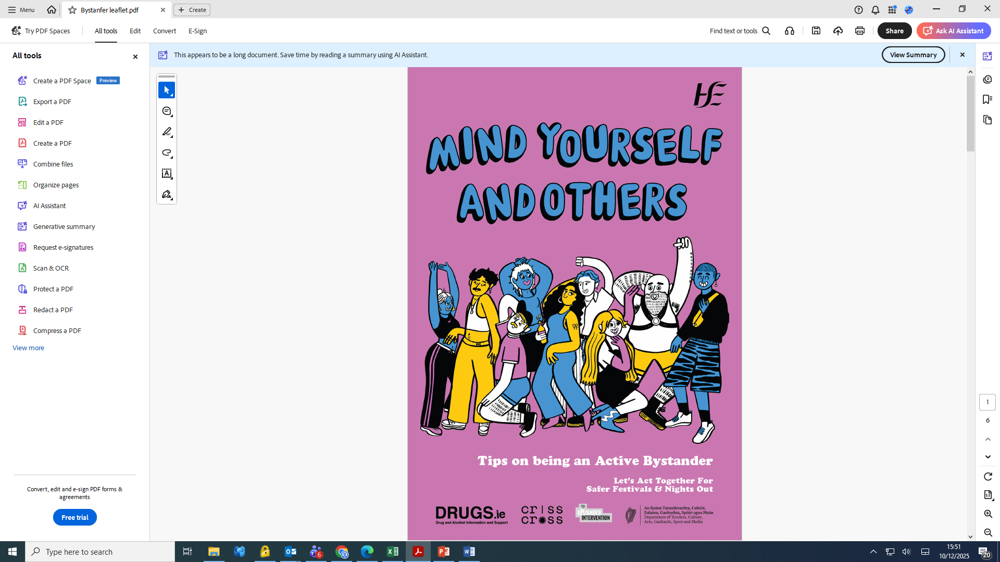 Menu
Bystanfer leaflet.pdf
Create
Try PDF Spaces
All tools
Edit
Convert
E-Sign
Find text or tools
Share
Ask AI Assistant
All tools
This appears to be a long document. Save time by reading a summary using AI Assistant.
View Summary
Create a PDF Space
Preview
Export a PDF
Edit a PDF
Create a PDF
Combine files
Organize pages
AI Assistant
Generative summary
Request e-signatures
Scan & OCR
Protect a PDF
Redact a PDF
Compress a PDF
View more
Convert, edit and e-sign PDF forms &
agreements
Free trial
HSE
MIND YOURSELF
AND OTHERS
Tips on being an Active Bystander
Let's Act Together For
Safer Festivals & Nights Out
DRUGS.ie
Drug and Alcohol Information and Support
criss
cross
BYSTANDER
INTERVENTION
An Roinn Turasóireachta, Cultúir,
Ealaíon, Gaeltachta, Spóirt agus Meán
Department of Tourism, Culture,
Arts, Gaeltacht, Sport and Media
1
6
1:1
Type here to search
6
15:51
10/12/2025
20